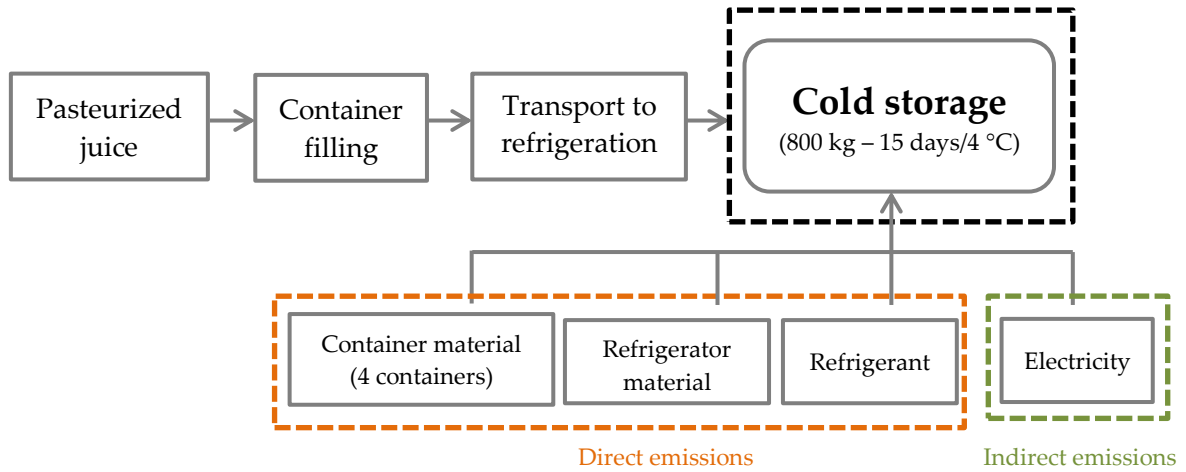 Pasteurized
juice
Container
filling
Transport to
refrigeration
Cold storage
(800 kg – 15 days/4 °C)
Container material
(4 containers)
Refrigerator
material
Refrigerant
Electricity
Direct emissions
Indirect emissions